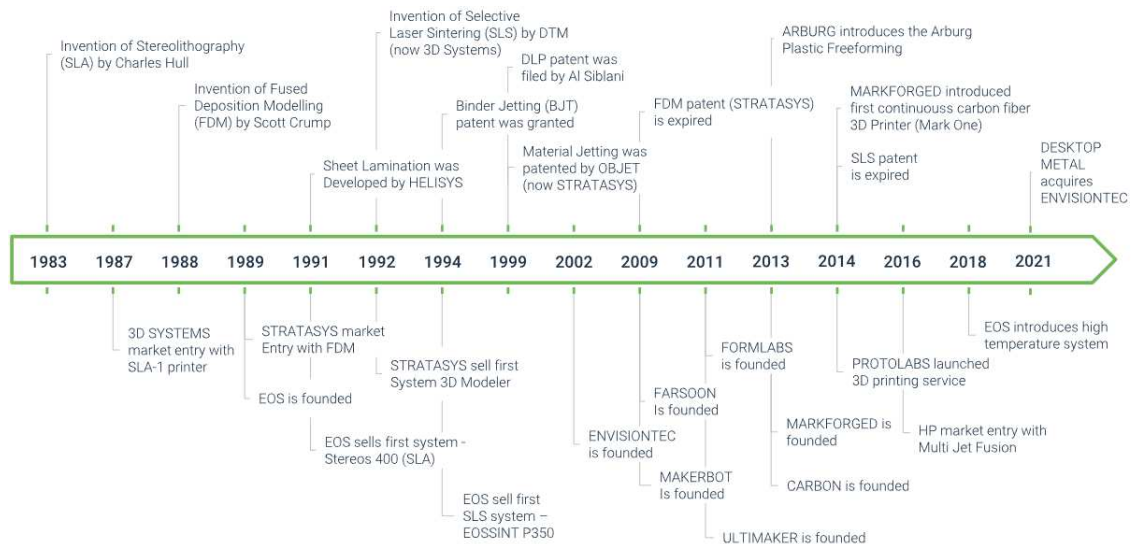 Invention of Stereolithography
(SLA) by Charles Hull
Invention of Fused
Deposition Modelling
(FDM) by Scott Crump
Sheet Lamination was
Developed by HELISYS
Invention of Selective
Laser Sintering (SLS) by DTM
(now 3D Systems)
Binder Jetting (BJT)
patent was granted
DLP patent was
filed by Al Siblani
Material Jetting was
patented by OBJET
(now STRATASYS)
FDM patent (STRATASYS)
is expired
ARBURG introduces the Arburg
Plastic Freeforming
MARKFORGED introduced
first continuouss carbon fiber
3D Printer (Mark One)
SLS patent
is expired
DESKTOP
METAL
acquires
ENVISIONTEC
1983 1987 1988 1989 1991 1992 1994 1999 2002 2009 2011 2013 2014 2016 2018 2021
3D SYSTEMS
market entry with
SLA-1 printer
STRATASYS market
Entry with FDM
EOS is founded
EOS sells first system -
Stereos 400 (SLA)
STRATASYS sell first
System 3D Modeler
EOS sell first
SLS system –
EOSSINT P350
ENVISIONTEC
is founded
FARSOON
Is founded
MAKERBOT
Is founded
FORMLABS
is founded
ULTIMAKER is founded
MARKFORGED is
founded
CARBON is founded
PROTOLABS launched
3D printing service
HP market entry with
Multi Jet Fusion
EOS introduces high
temperature system